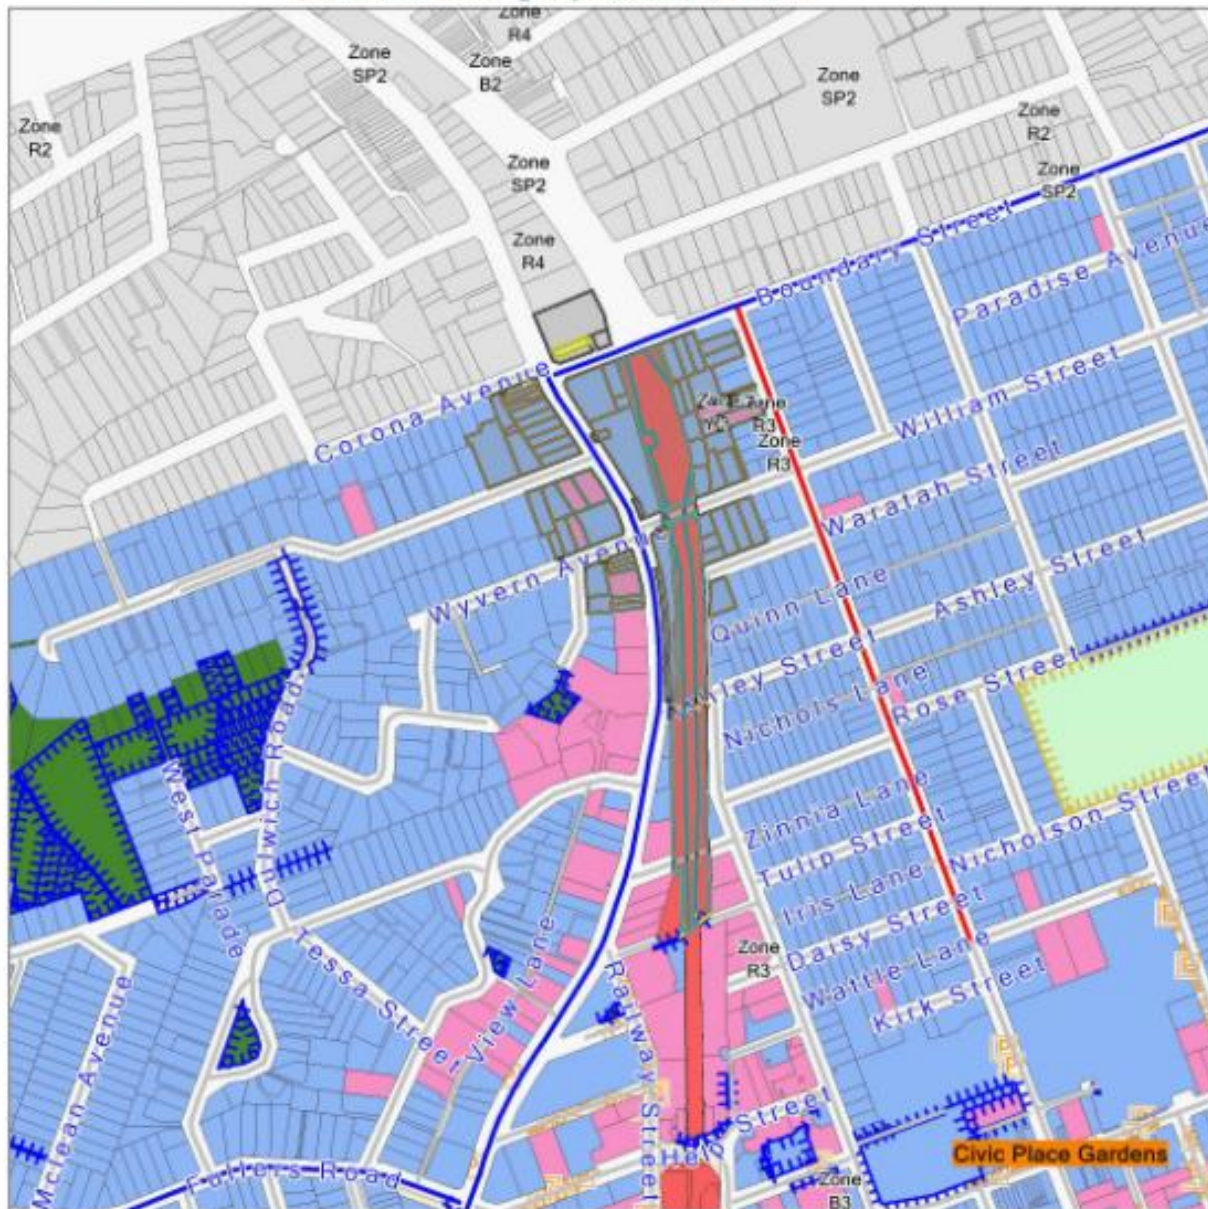 Zone
R4
Zone
SP2
Zone
B2
Zone
SP2
Zone
R2
Zone
R2
Zone
SP2
Zone
SP2
Zone
R4
Boundary Street
Paradise Avenue
Corona Avenue
William Street
Zone
R3
Zone
R3
Waratah Street
Wyvern Avenue
Quinn Lane
Ashley Street
Ashley Street
Nichols Lane
Rose Street
West Parade
Dulwich Road
Zinnia Lane
Nicholson Street
Tulip Street
Iris Lane
Daisy Street
Zone
R3
Wattle Lane
Kirk Street
Tessa Stree
View Lane
Mclean Avenue
Railway Street
Street
Civic Place Gardens
Fullers Road
Zone
B3